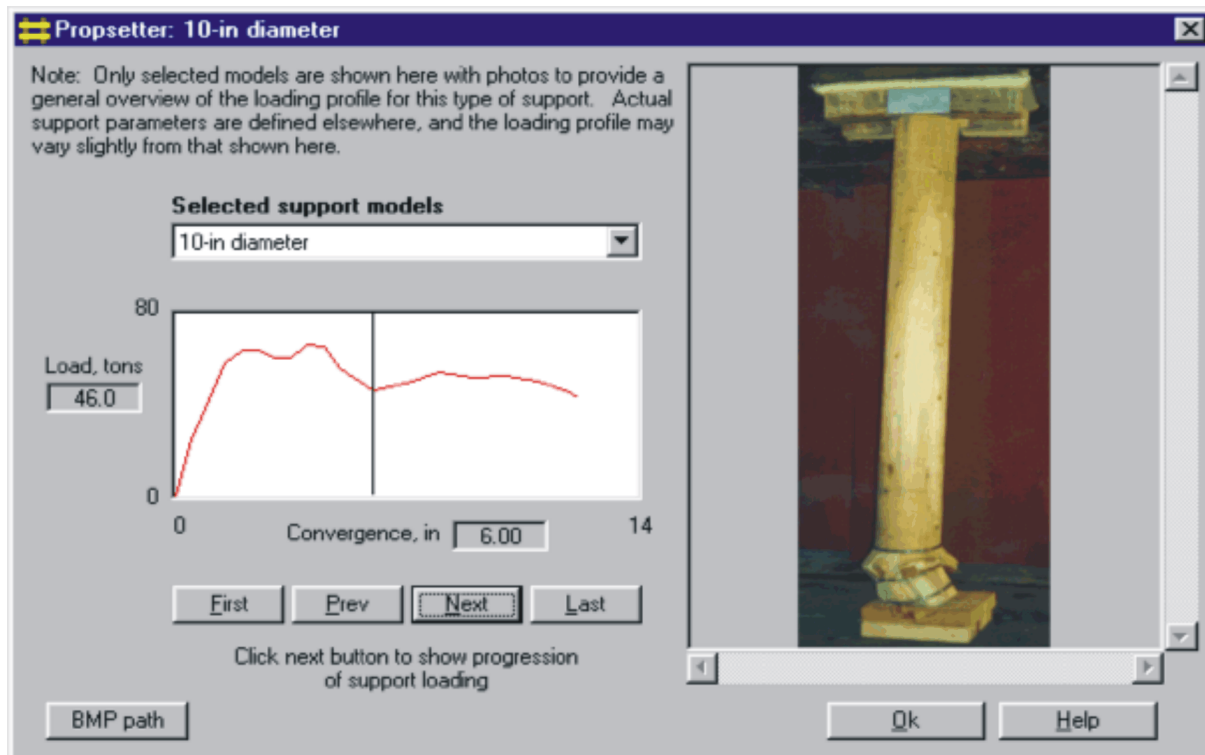 Propsetter: 10-in diameter
Note: Only selected models are shown here with photos to provide a
general overview of the loading profile for this type of support. Actual
support parameters are defined elsewhere, and the loading profile may
vary slightly from that shown here.
Selected support models
10-in diameter
80
Load, tons
46.0
0
0
Convergence, in
6.00
14
First
Prev
Next
Last
Click next button to show progression
of support loading
BMP path
Ok
Help